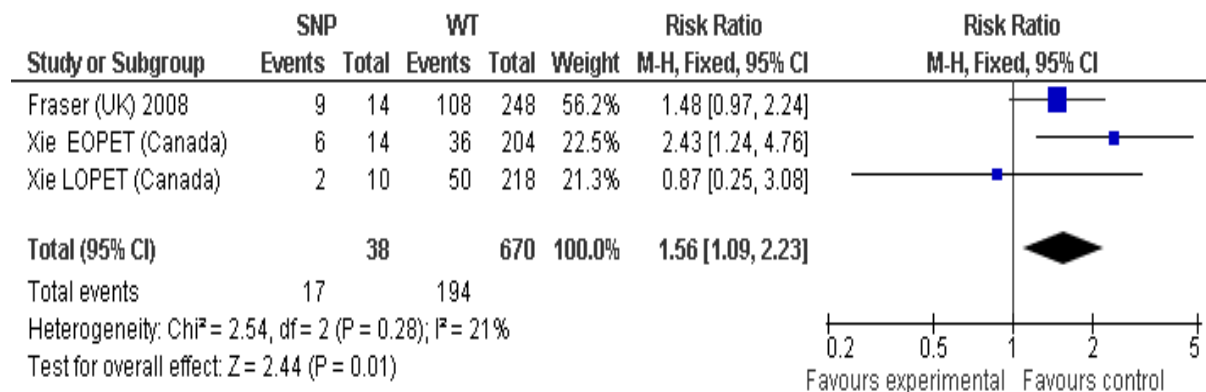 SNP WT Risk Ratio Risk Ratio
Study or Subgroup Events Total Events Total Weight M-H, Fixed, 95% CI M-H, Fixed, 95% CI
Fraser (UK) 2008 9 14 108 248 56.2% 1.48 [0.97, 2.24]
Xie EOPET (Canada) 6 14 36 204 22.5% 2.43 [1.24, 4.76]
Xie LOPET (Canada) 2 10 50 218 21.3% 0.87 [0.25, 3.08]
Total (95% CI) 38 670 100.0% 1.56 [1.09, 2.23]
Total events 17 194
Heterogeneity: Chi² = 2.54, df = 2 (P = 0.28); I² = 21%
Test for overall effect: Z = 2.44 (P = 0.01)
0.2 0.5 1 2 5
Favours experimental Favours control